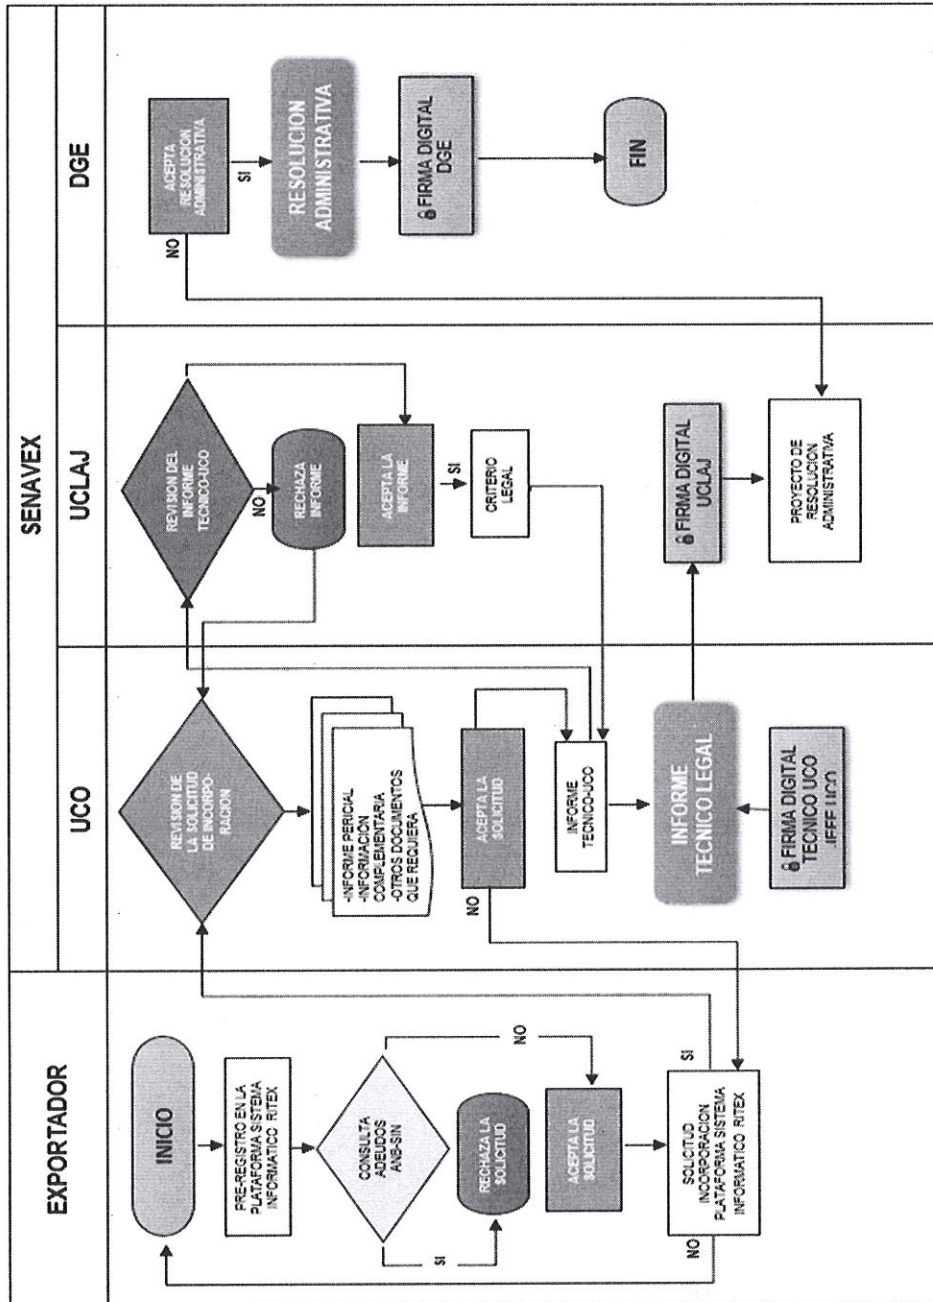 EXPORTADOR
SENAVEX
UCO
UCLAJ
DGE
INICIO
PRE-REGISTRO EN LA
PLATAFORMA SISTEMA
INFORMATICO RITEX
CONSULTA
ADEUDOS
ANB-SIN
SI
NO
RECHAZA LA
SOLICITUD
ACEPTA LA
SOLICITUD
SOLICITUD
INCORPORACION
PLATAFORMA SISTEMA
INFORMATICO RITEX
NO
SI
REVISION DE
LA SOLICITUD
DE INCORPO-
RACION
-INFORME PERICIAL
-INFORMACION
COMPLEMENTARIA
-OTROS DOCUMENTOS
QUE REQUIERA
ACEPTA LA
SOLICITUD
NO
INFORME
TECNICO-UCO
INFORME
TECNICO LEGAL
FIRMA DIGITAL
TECNICO UCO
JEFE UCO
REVISION DEL
INFORME
TECNICO-UCO
NO
RECHAZA
INFORME
ACEPTA LA
INFORME
SI
CRITERIO
LEGAL
FIRMA DIGITAL
UCLAJ
PROYECTO DE
RESOLUCION
ADMINISTRATIVA
ACEPTA
RESOLUCION
ADMINISTRATIVA
NO
SI
RESOLUCION
ADMINISTRATIVA
FIRMA DIGITAL
DGE
FIN